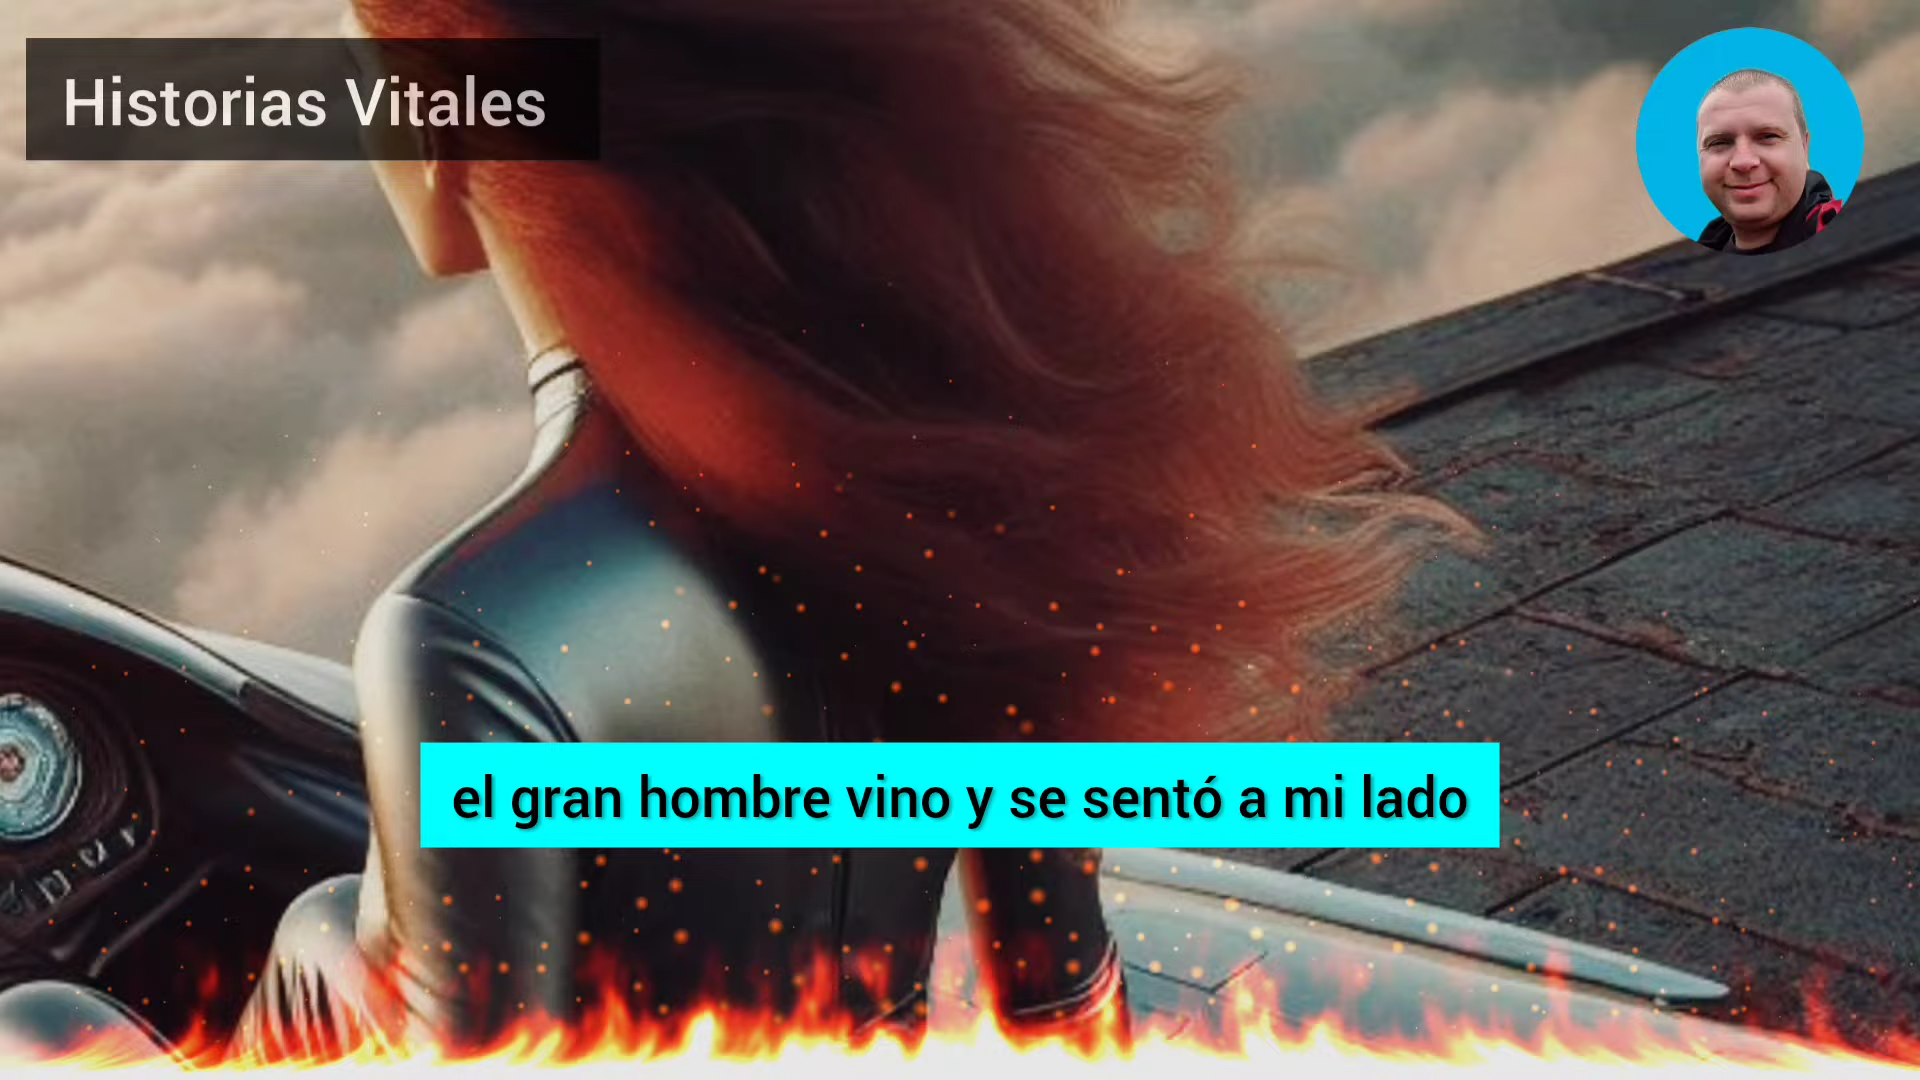 Historias Vitales
el gran hombre vino y se sentó a mi lado